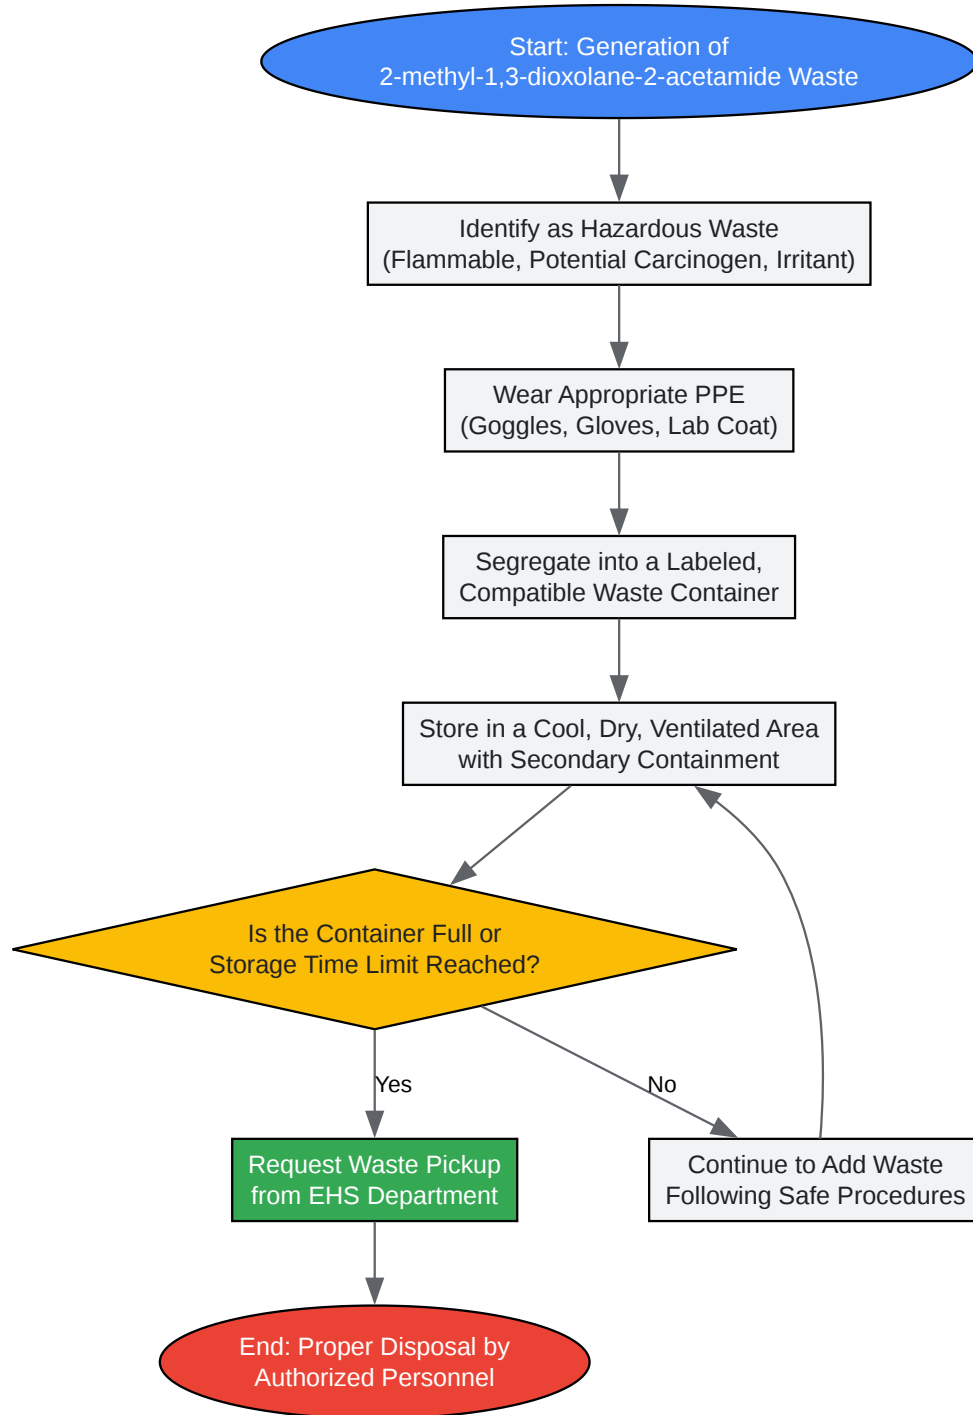 Start: Generation of
2-methyl-1,3-dioxolane-2-acetamide Waste
Identify as Hazardous Waste
(Flammable, Potential Carcinogen, Irritant)
Wear Appropriate PPE
(Goggles, Gloves, Lab Coat)
Segregate into a Labeled,
Compatible Waste Container
Store in a Cool, Dry, Ventilated Area
with Secondary Containment
Is the Container Full or
Storage Time Limit Reached?
Yes
No
Request Waste Pickup
from EHS Department
Continue to Add Waste
Following Safe Procedures
End: Proper Disposal by
Authorized Personnel